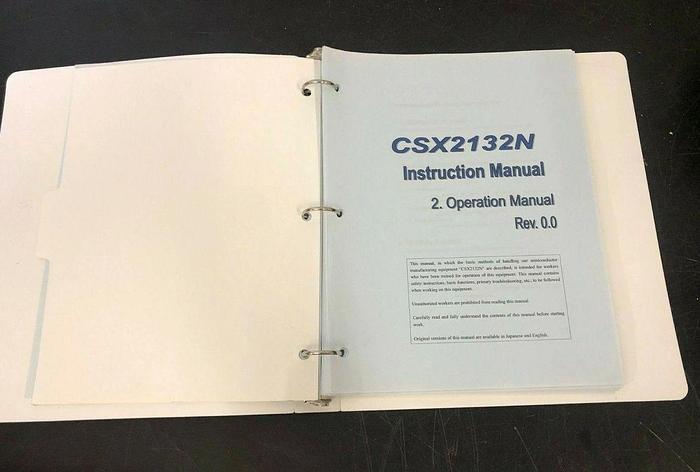 CSX2132N
Instruction Manual
2. Operation Manual
Rev. 0.0
This manual, in which the basic methods of handling our semiconductor
manufacturing equipment "CSX2132N" are described, is intended for workers
who have been trained for operation of this equipment. This manual contains
safety instructions, basic functions, primary troubleshooting, etc., to be followed
when working on this equipment.
Unauthorized workers are prohibited from reading this manual.
Carefully read and fully understand the contents of this manual before starting
work.
Original versions of this manual are available in Japanese and English.